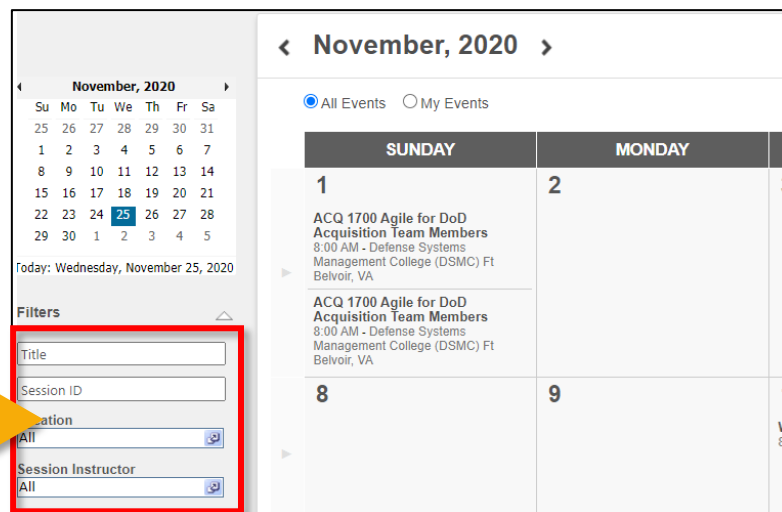 November, 2020
Su Mo Tu We Th Fr Sa
25 26 27 28 29 30 31
1 2 3 4 5 6 7
8 9 10 11 12 13 14
15 16 17 18 19 20 21
22 23 24 25 26 27 28
29 30 1 2 3 4 5
Today: Wednesday, November 25, 2020
Filters
Title
Session ID
All
Session Instructor
All
November, 2020
All Events My Events
SUNDAY MONDAY
1 2
ACQ 1700 Agile for DoD
Acquisition Team Members
8:00 AM - Defense Systems
Management College (DSMC) Ft
Belvoir, VA
ACQ 1700 Agile for DoD
Acquisition Team Members
8:00 AM - Defense Systems
Management College (DSMC) Ft
Belvoir, VA
8 9